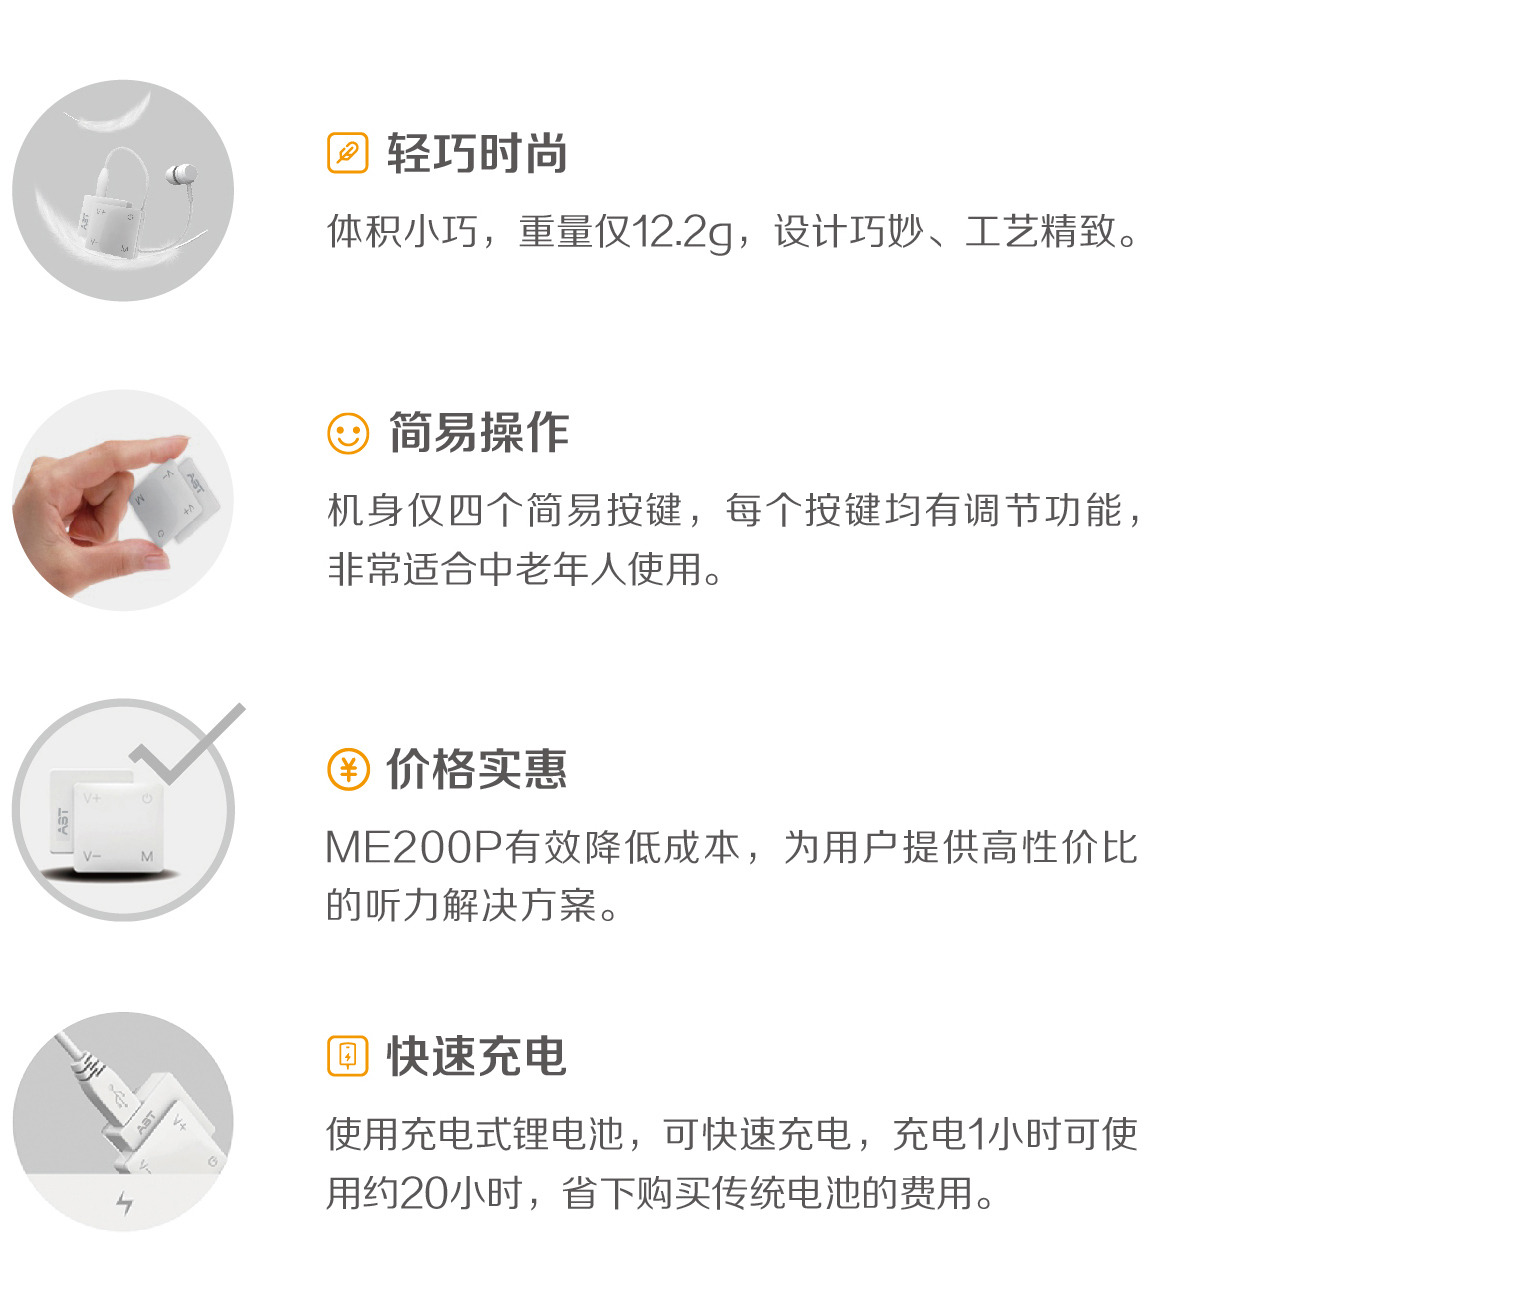 轻巧时尚
体积小巧，重量仅12.2g，设计巧妙、工艺精致。
AST
V+
V−
M
简易操作
机身仅四个简易按键，每个按键均有调节功能，
非常适合中老年人使用。
AST
V−
M
V+
价格实惠
ME200P有效降低成本，为用户提供高性价比
的听力解决方案。
V+
AST
V−
M
快速充电
使用充电式锂电池，可快速充电，充电1小时可使
用约20小时，省下购买传统电池的费用。
AST
V+
V−